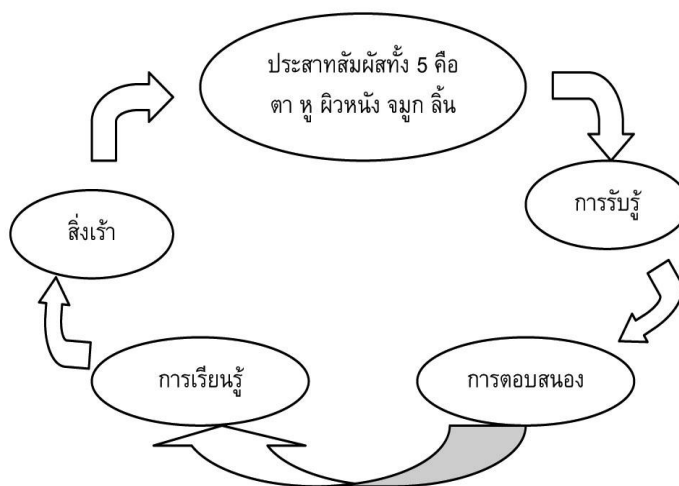 ประสาทสัมผัสทั้ง 5 คือ
ตา หู ผิวหนัง จมูก ลิ้น
การรับรู้
สิ่งเร้า
การเรียนรู้
การตอบสนอง